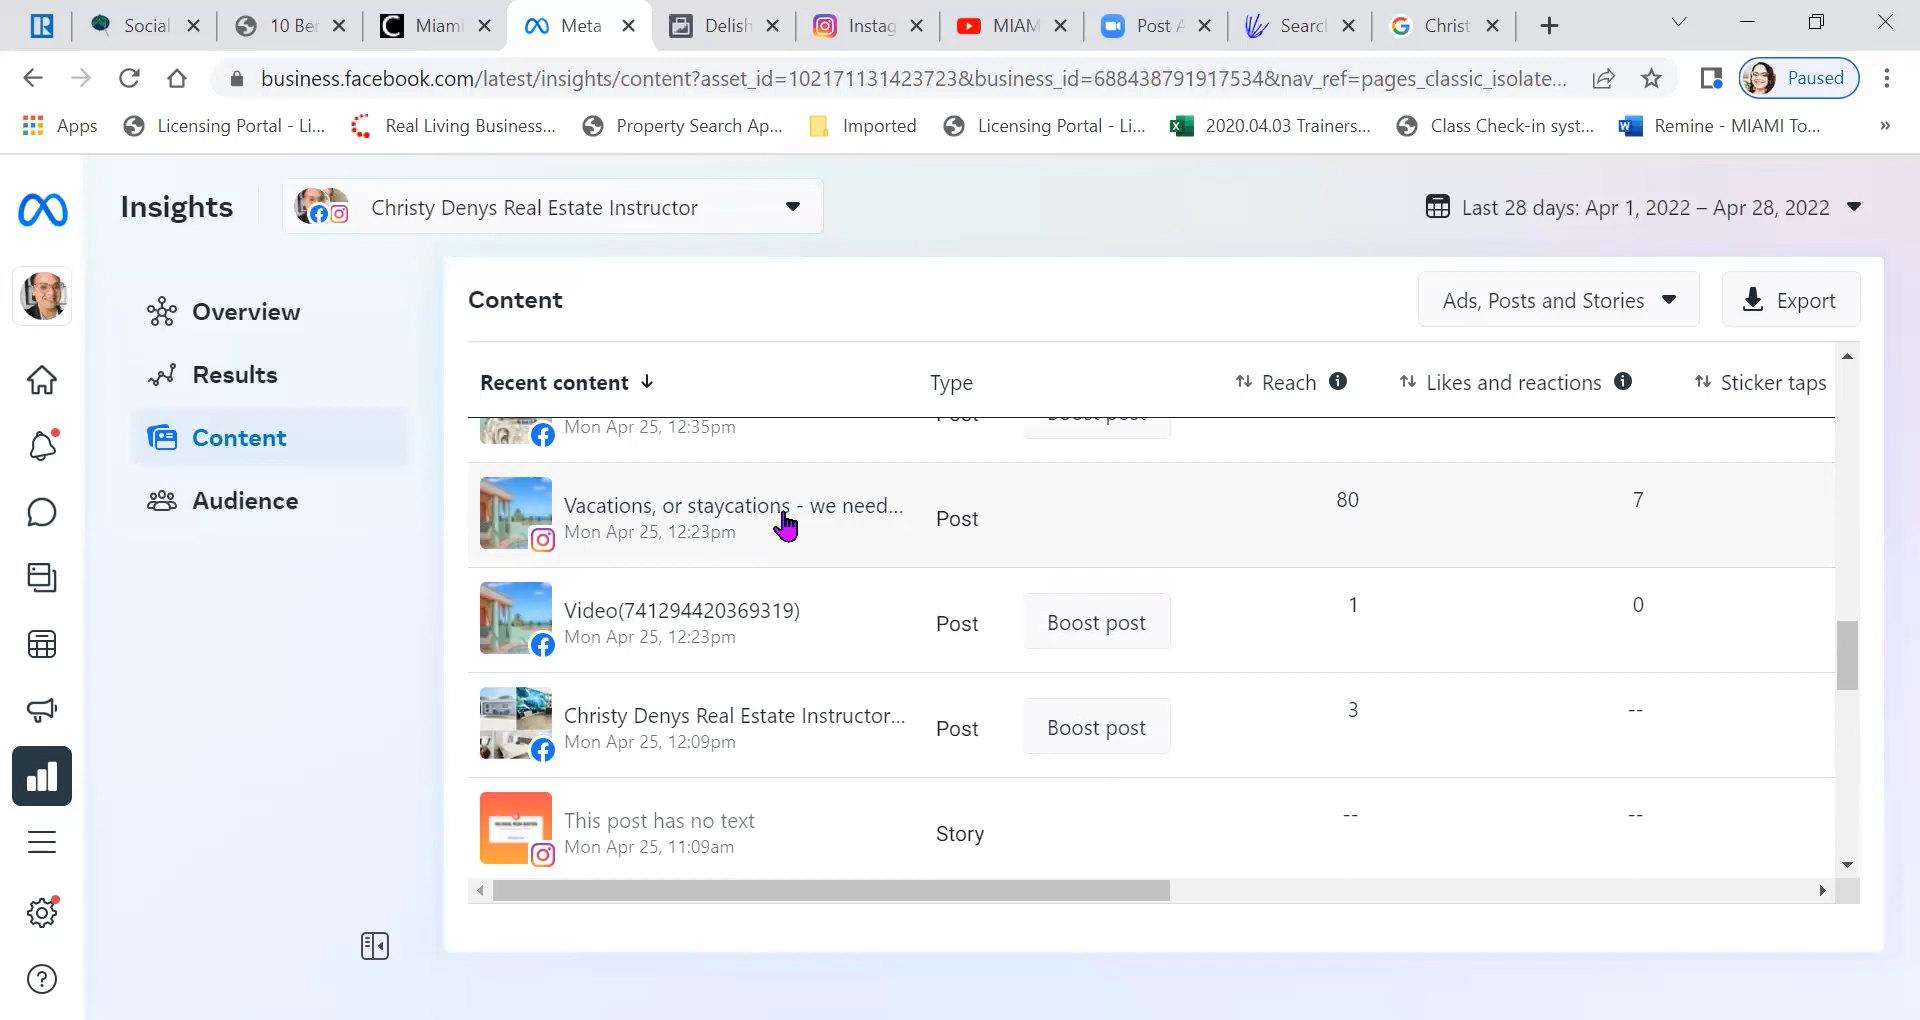 Social
10 Ber
Miami
Meta
Delish
Instag
MIAM
Post A
Searc
Christ
business.facebook.com/latest/insights/content?asset_id=102171131423723&business_id=688438791917534&nav_ref=pages_classic_isolate...
Paused
Apps
Licensing Portal - Li...
Real Living Business...
Property Search Ap...
Imported
Licensing Portal - Li...
2020.04.03 Trainers...
Class Check-in syst...
Remine - MIAMI To...
»
Insights
Christy Denys Real Estate Instructor
Last 28 days: Apr 1, 2022 – Apr 28, 2022
Overview
Results
Content
Audience
Content
Ads, Posts and Stories
Export
Recent content
Type
Reach
Likes and reactions
Sticker taps
Mon Apr 25, 12:35pm
Post
Boost post
Vacations, or staycations - we need...
Mon Apr 25, 12:23pm
Post
80
7
Video(741294420369319)
Mon Apr 25, 12:23pm
Post
Boost post
1
0
Christy Denys Real Estate Instructor...
Mon Apr 25, 12:09pm
Post
Boost post
3
--
This post has no text
Mon Apr 25, 11:09am
Story
--
--